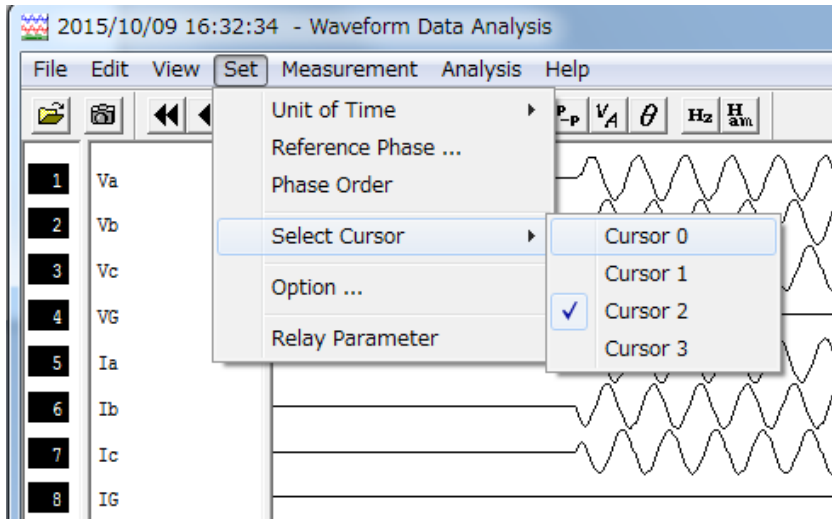 2015/10/09 16:32:34 - Waveform Data Analysis
File Edit View Set Measurement Analysis Help
P-P V/A θ Hz Ham
Unit of Time
Reference Phase ...
Phase Order
Select Cursor
Option ...
Relay Parameter
Cursor 0
Cursor 1
Cursor 2
Cursor 3
1 Va
2 Vb
3 Vc
4 VG
5 Ia
6 Ib
7 Ic
8 IG